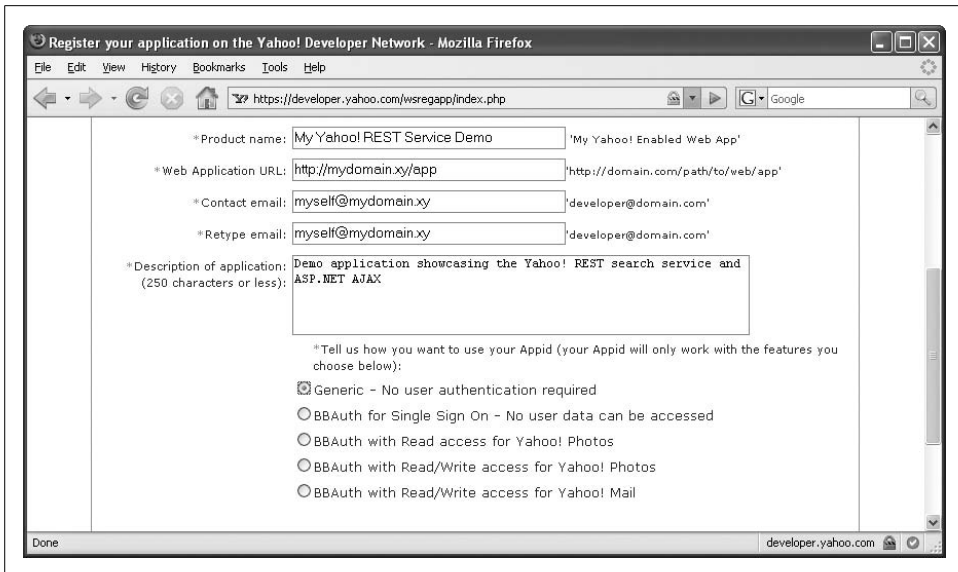 Register your application on the Yahoo! Developer Network - Mozilla Firefox
File Edit View History Bookmarks Tools Help
Y? https://developer.yahoo.com/wsregapp/index.php G Google
*Product name: My Yahoo! REST Service Demo 'My Yahoo! Enabled Web App'
*Web Application URL: http://mydomain.xy/app 'http://domain.com/path/to/web/app'
*Contact email: myself@mydomain.xy 'developer@domain.com'
*Retype email: myself@mydomain.xy 'developer@domain.com'
*Description of application: Demo application showcasing the Yahoo! REST search service and
(250 characters or less): ASP.NET AJAX
*Tell us how you want to use your Appid (your Appid will only work with the features you
choose below):
Generic - No user authentication required
BBAuth for Single Sign On - No user data can be accessed
BBAuth with Read access for Yahoo! Photos
BBAuth with Read/Write access for Yahoo! Photos
BBAuth with Read/Write access for Yahoo! Mail
Done developer.yahoo.com